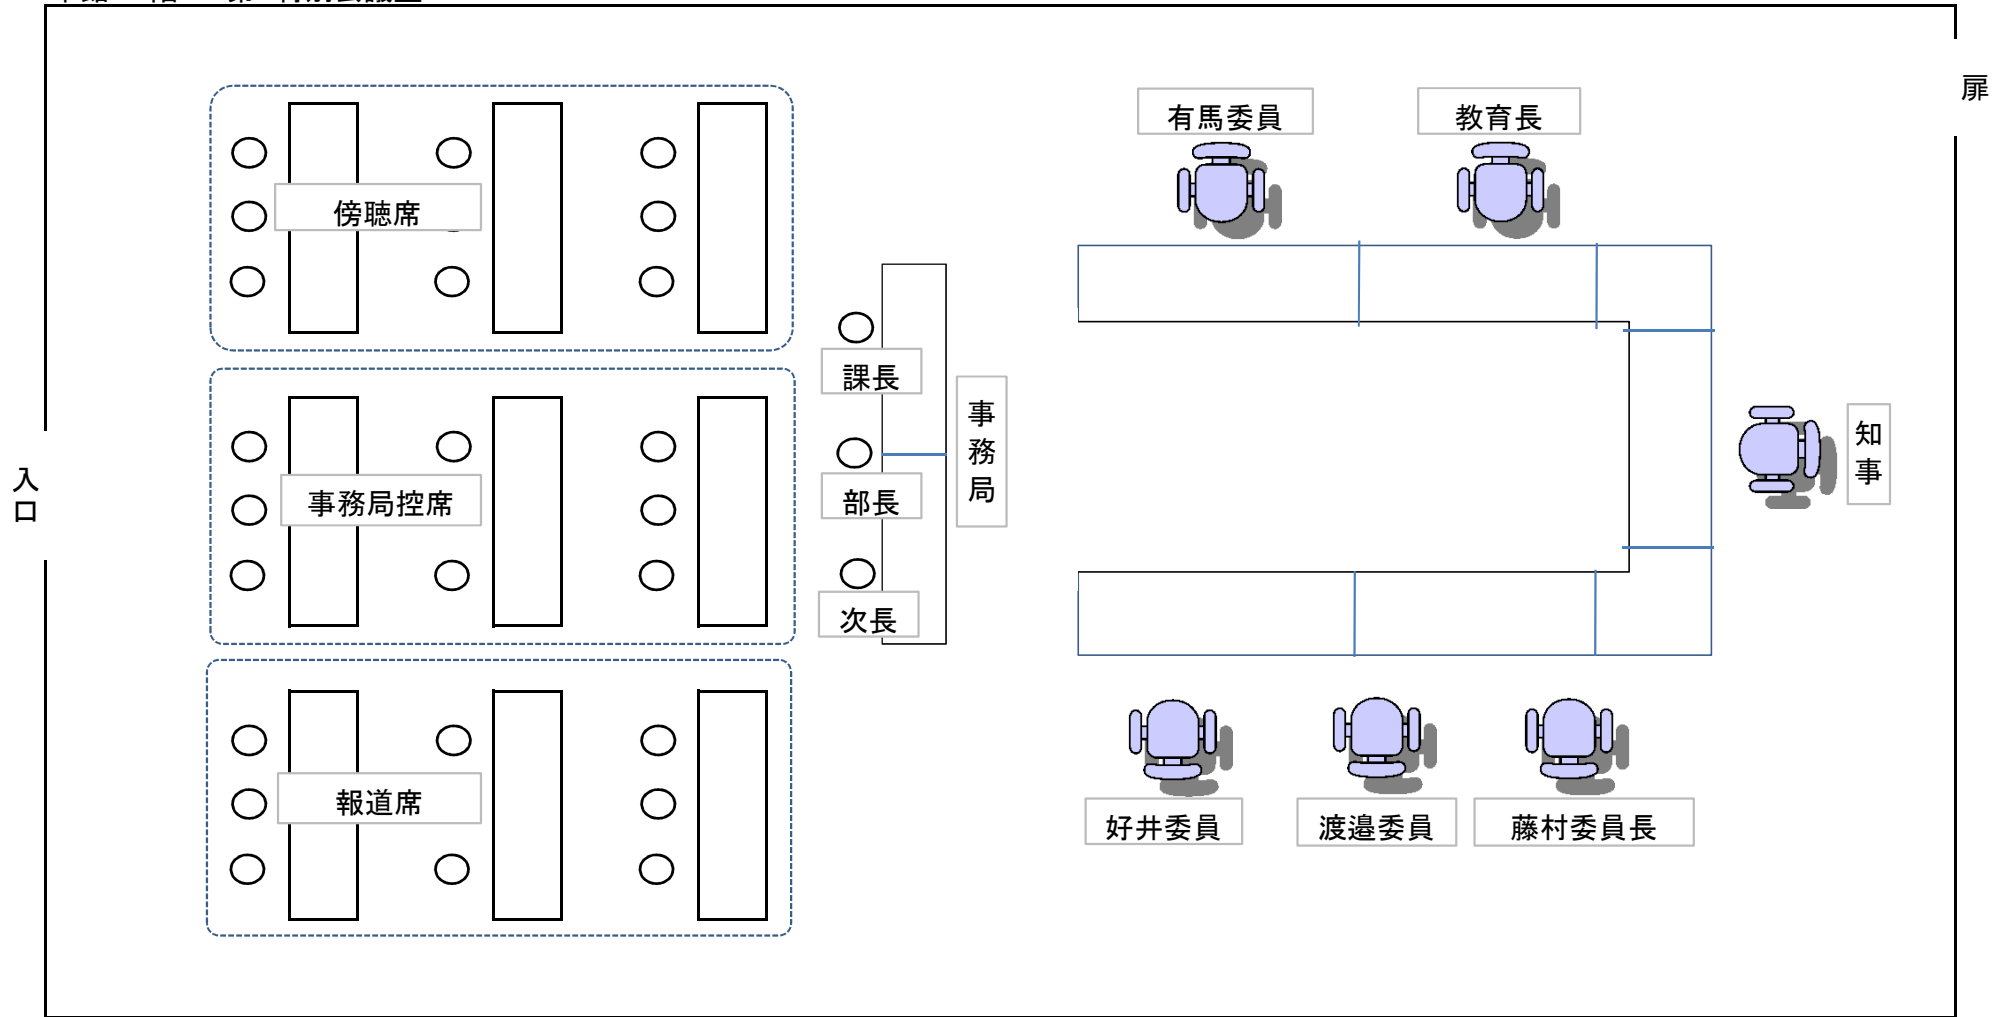 扉
有馬委員
教育長
傍聴席
課長
事務局
知事
入口
事務局控席
部長
次長
報道席
好井委員
渡邉委員
藤村委員長